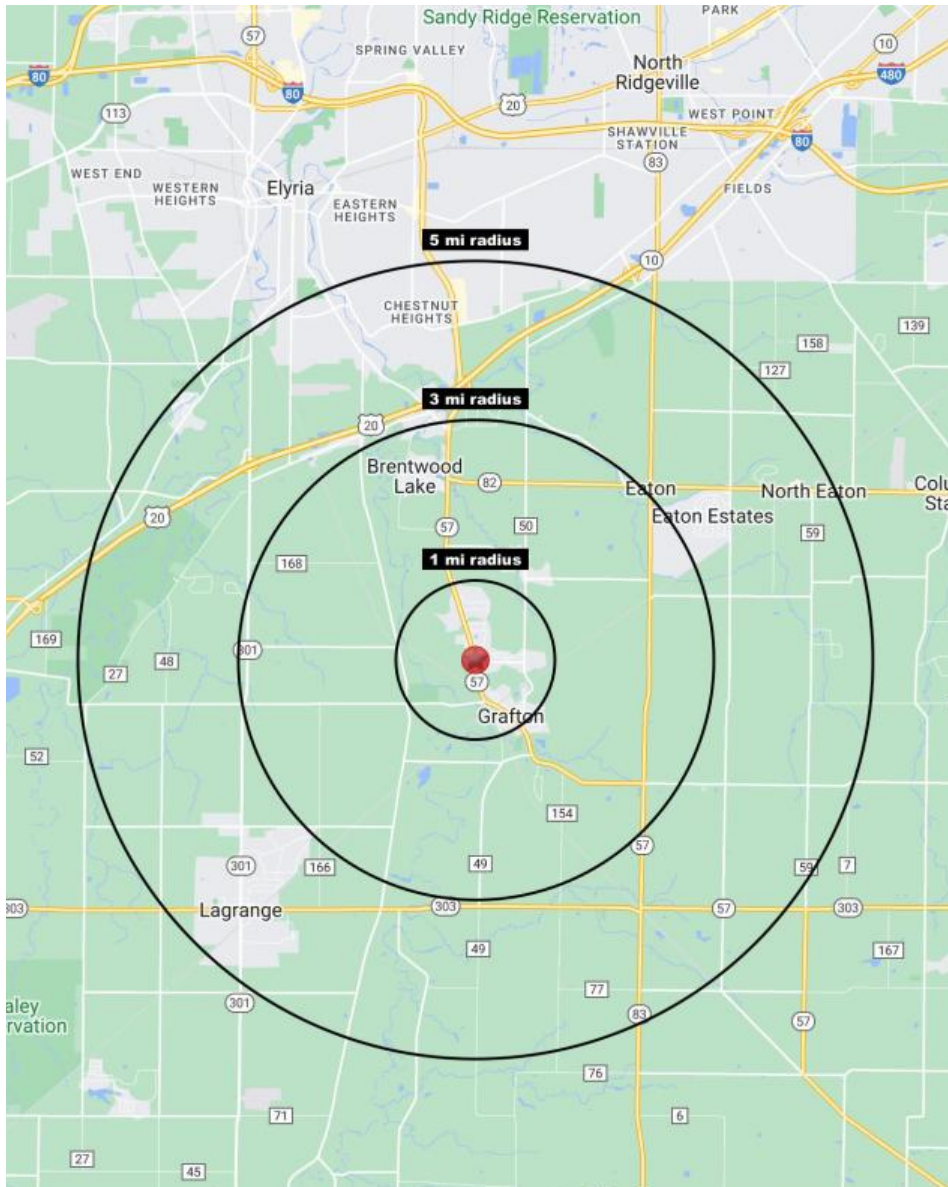 Sandy Ridge Reservation
PARK
57
SPRING VALLEY
10
80
North
Ridgeville
480
80
20
113
WEST POINT
SHAWVILLE
STATION
80
83
WEST END
WESTERN
HEIGHTS
Elyria
EASTERN
HEIGHTS
FIELDS
5 mi radius
10
CHESTNUT
HEIGHTS
139
158
127
3 mi radius
20
Brentwood
Lake
82
Eaton
North Eaton
Colu
Sta
20
57
50
Eaton Estates
59
168
1 mi radius
169
301
48
27
57
Grafton
52
154
57
301
166
49
59
7
303
Lagrange
303
57
303
49
167
77
301
83
57
aley
rvation
76
71
6
27
45